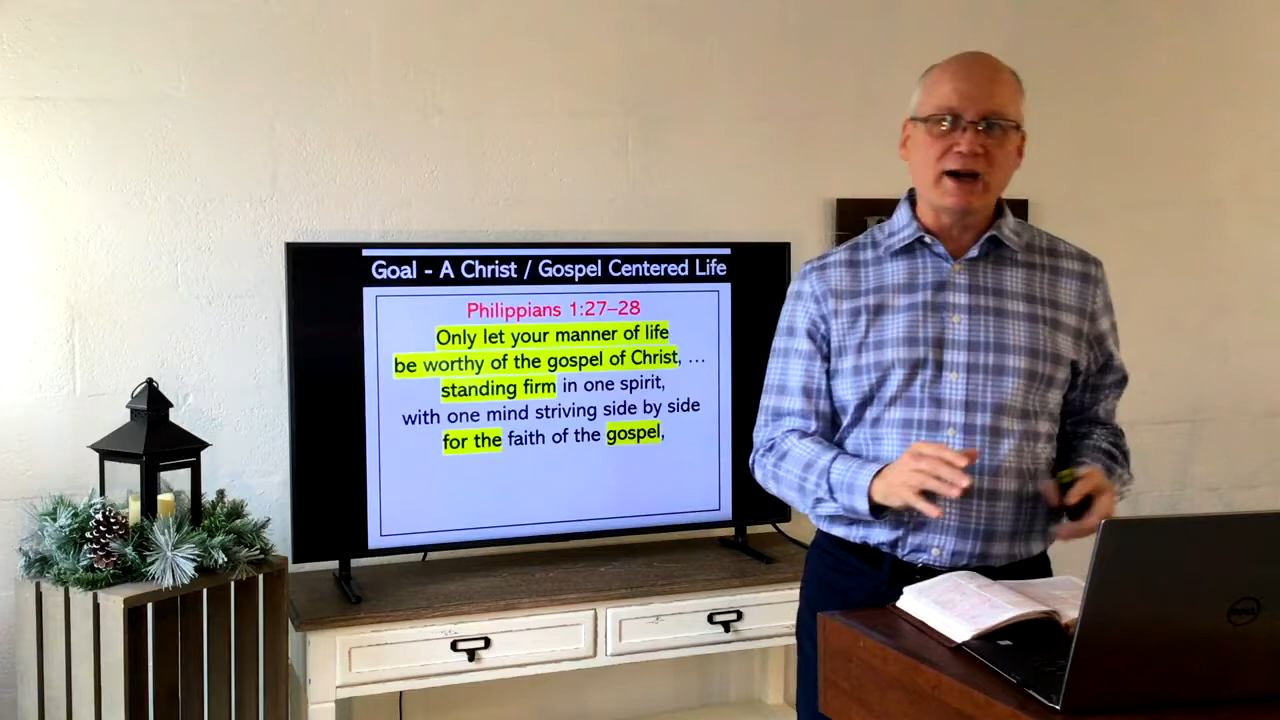 Goal - A Christ / Gospel Centered Life
Philippians 1:27–28
Only let your manner of life
be worthy of the gospel of Christ, ...
standing firm in one spirit,
with one mind striving side by side
for the faith of the gospel,
DELL